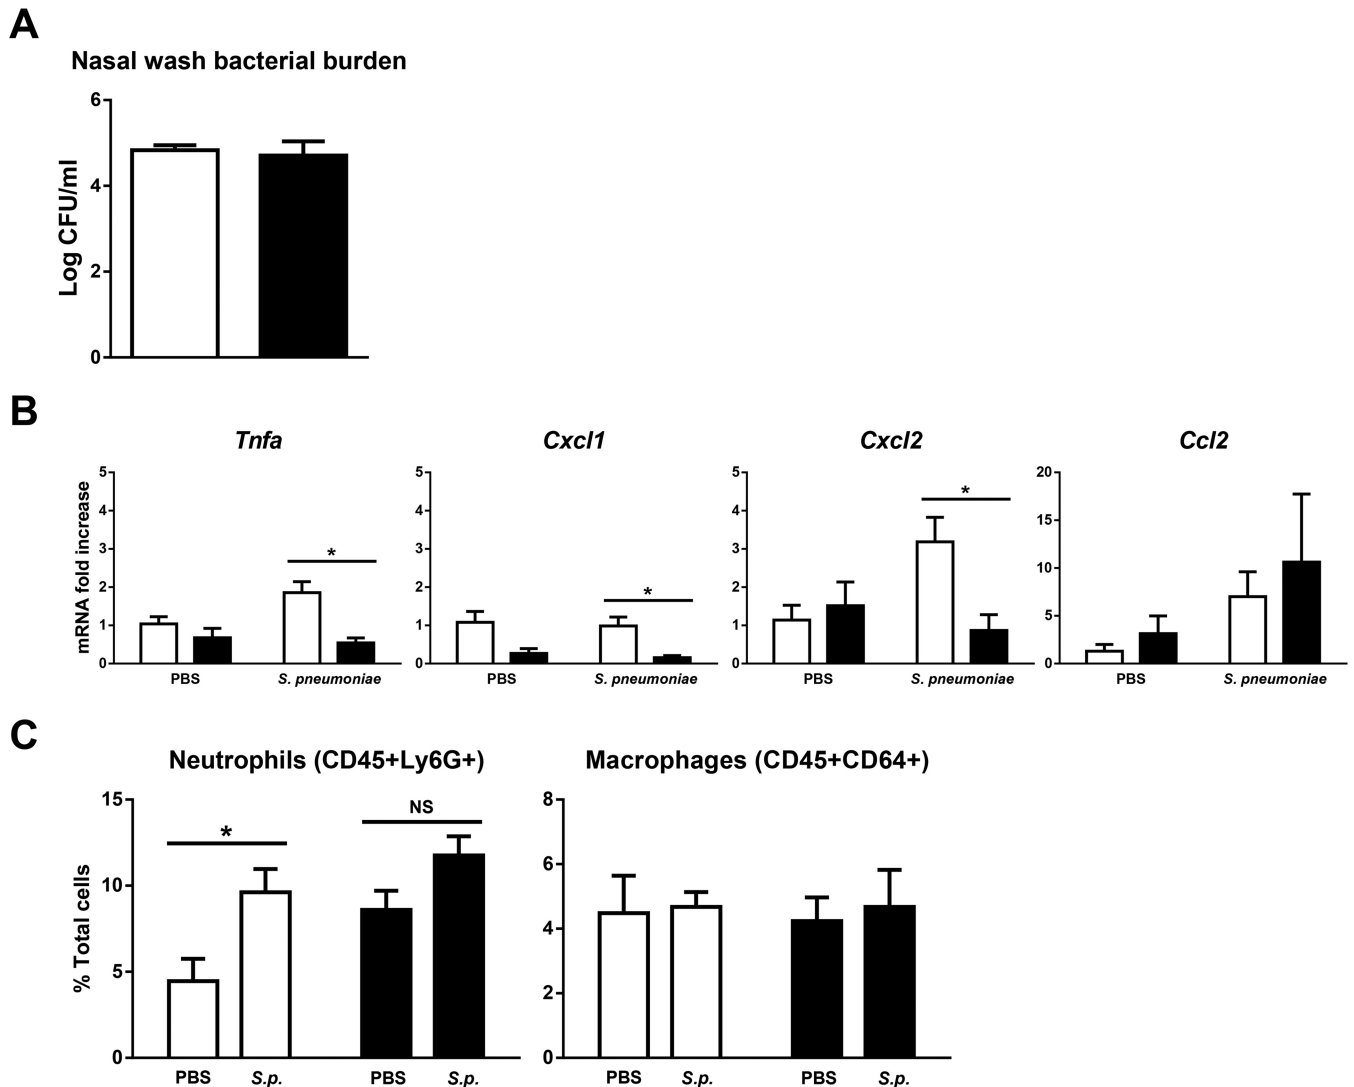 A
Nasal wash bacterial burden
Log CFU/ml
6
4
2
0
B
Tnfa
Cxcl1
Cxcl2
Ccl2
mRNA fold increase
5
4
3
2
1
0
*
PBS
S. pneumoniae
5
4
3
2
1
0
*
PBS
S. pneumoniae
5
4
3
2
1
0
*
PBS
S. pneumoniae
20
15
10
5
0
PBS
S. pneumoniae
C
Neutrophils (CD45+Ly6G+)
% Total cells
15
10
5
0
*
NS
PBS
S.p.
PBS
S.p.
Macrophages (CD45+CD64+)
8
6
4
2
0
PBS
S.p.
PBS
S.p.